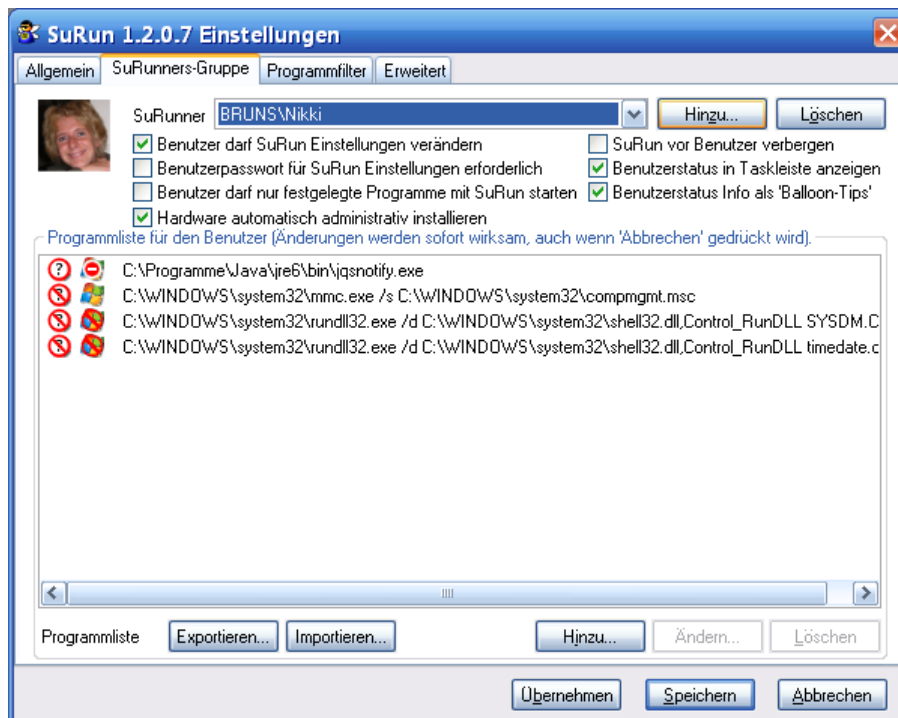 SuRun 1.2.0.7 Einstellungen
Allgemein SuRunners-Gruppe Programmfilter Erweitert
SuRunner BRUNS\Nikki Hinzu... Löschen
Benutzer darf SuRun Einstellungen verändern SuRun vor Benutzer verbergen
Benutzerpasswort für SuRun Einstellungen erforderlich Benutzerstatus in Taskleiste anzeigen
Benutzer darf nur festgelegte Programme mit SuRun starten Benutzerstatus Info als 'Balloon-Tips'
Hardware automatisch administrativ installieren
Programmliste für den Benutzer (Änderungen werden sofort wirksam, auch wenn 'Abbrechen' gedrückt wird).
C:\Programme\Java\jre6\bin\jqsnotify.exe
C:\WINDOWS\system32\mmc.exe /s C:\WINDOWS\system32\compmgmt.msc
C:\WINDOWS\system32\rundll32.exe /d C:\WINDOWS\system32\shell32.dll,Control_RunDLL SYSDM.C
C:\WINDOWS\system32\rundll32.exe /d C:\WINDOWS\system32\shell32.dll,Control_RunDLL timedate.c
Programmliste Exportieren... Importieren... Hinzu... Ändern... Löschen
Übernehmen Speichern Abbrechen